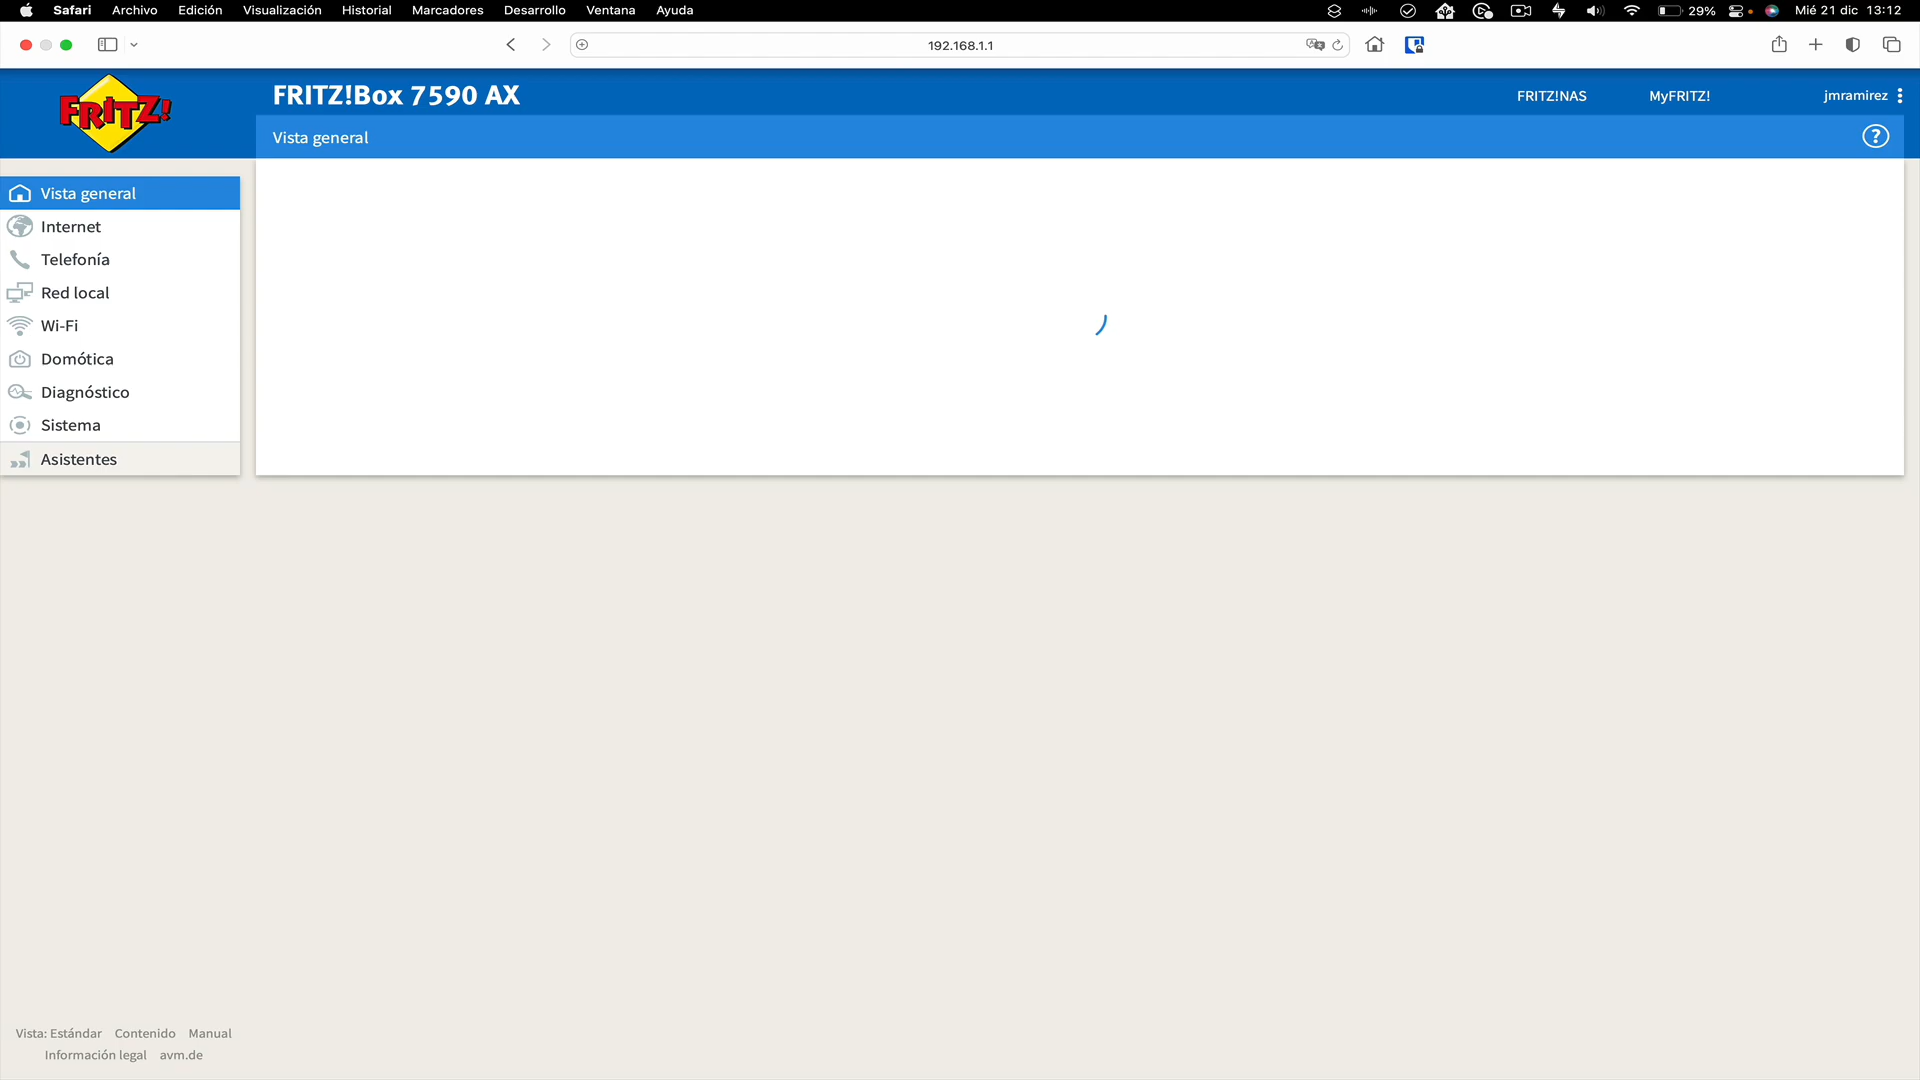 Safari Archivo Edición Visualización Historial Marcadores Desarrollo Ventana Ayuda 29% Mié 21 dic 13:12
192.168.1.1
FRITZ!
FRITZ!Box 7590 AX
FRITZ!NAS MyFRITZ! jmramirez
Vista general
Vista general
Internet
Telefonía
Red local
Wi-Fi
Domótica
Diagnóstico
Sistema
Asistentes
Vista: Estándar Contenido Manual
Información legal avm.de